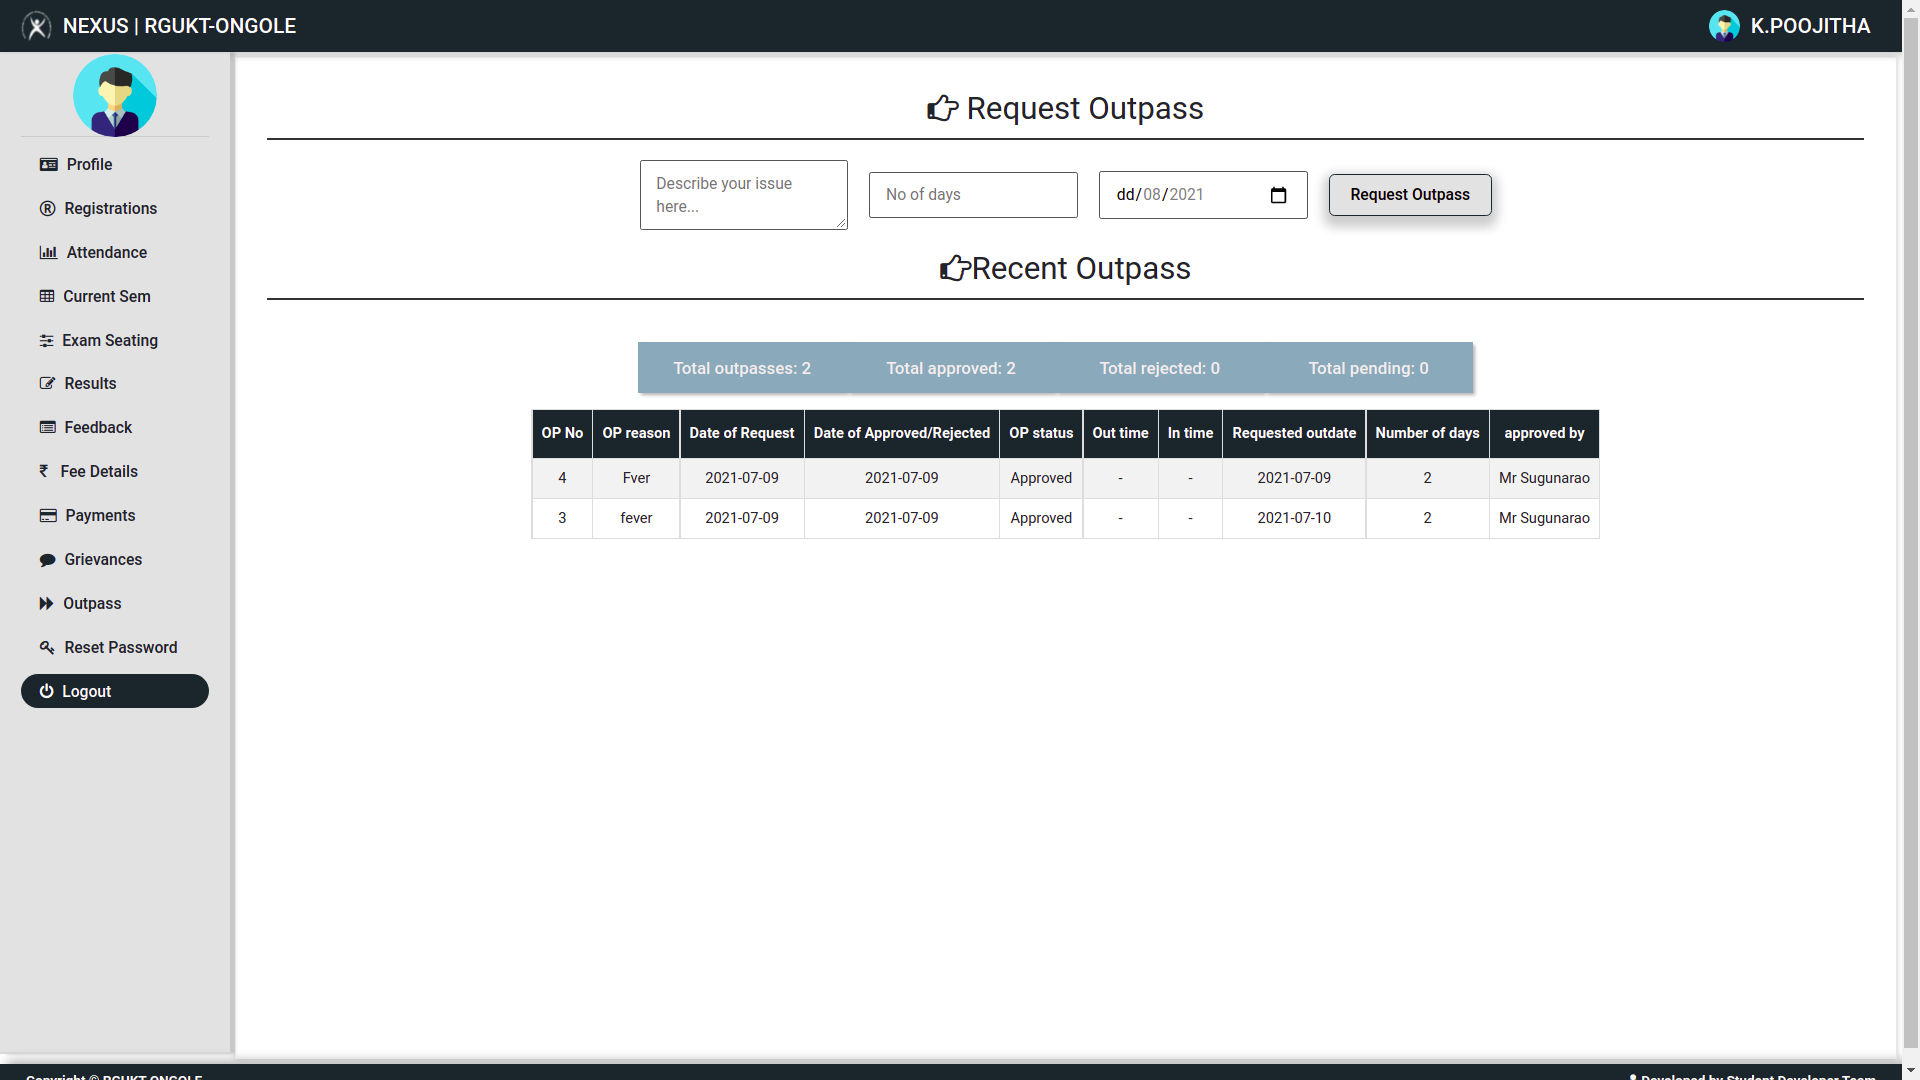 NEXUS | RGUKT-ONGOLE
K.POOJITHA
Profile
Registrations
Attendance
Current Sem
Exam Seating
Results
Feedback
Fee Details
Payments
Grievances
Outpass
Reset Password
Logout
Request Outpass
Describe your issue
here...
No of days
dd/08/2021
Request Outpass
Recent Outpass
Total outpasses: 2 Total approved: 2 Total rejected: 0 Total pending: 0
OP No OP reason Date of Request Date of Approved/Rejected OP status Out time In time Requested outdate Number of days approved by
4 Fver 2021-07-09 2021-07-09 Approved - - 2021-07-09 2 Mr Sugunarao
3 fever 2021-07-09 2021-07-09 Approved - - 2021-07-10 2 Mr Sugunarao
Copyright © RGUKT ONGOLE
Developed by Student Developer Team